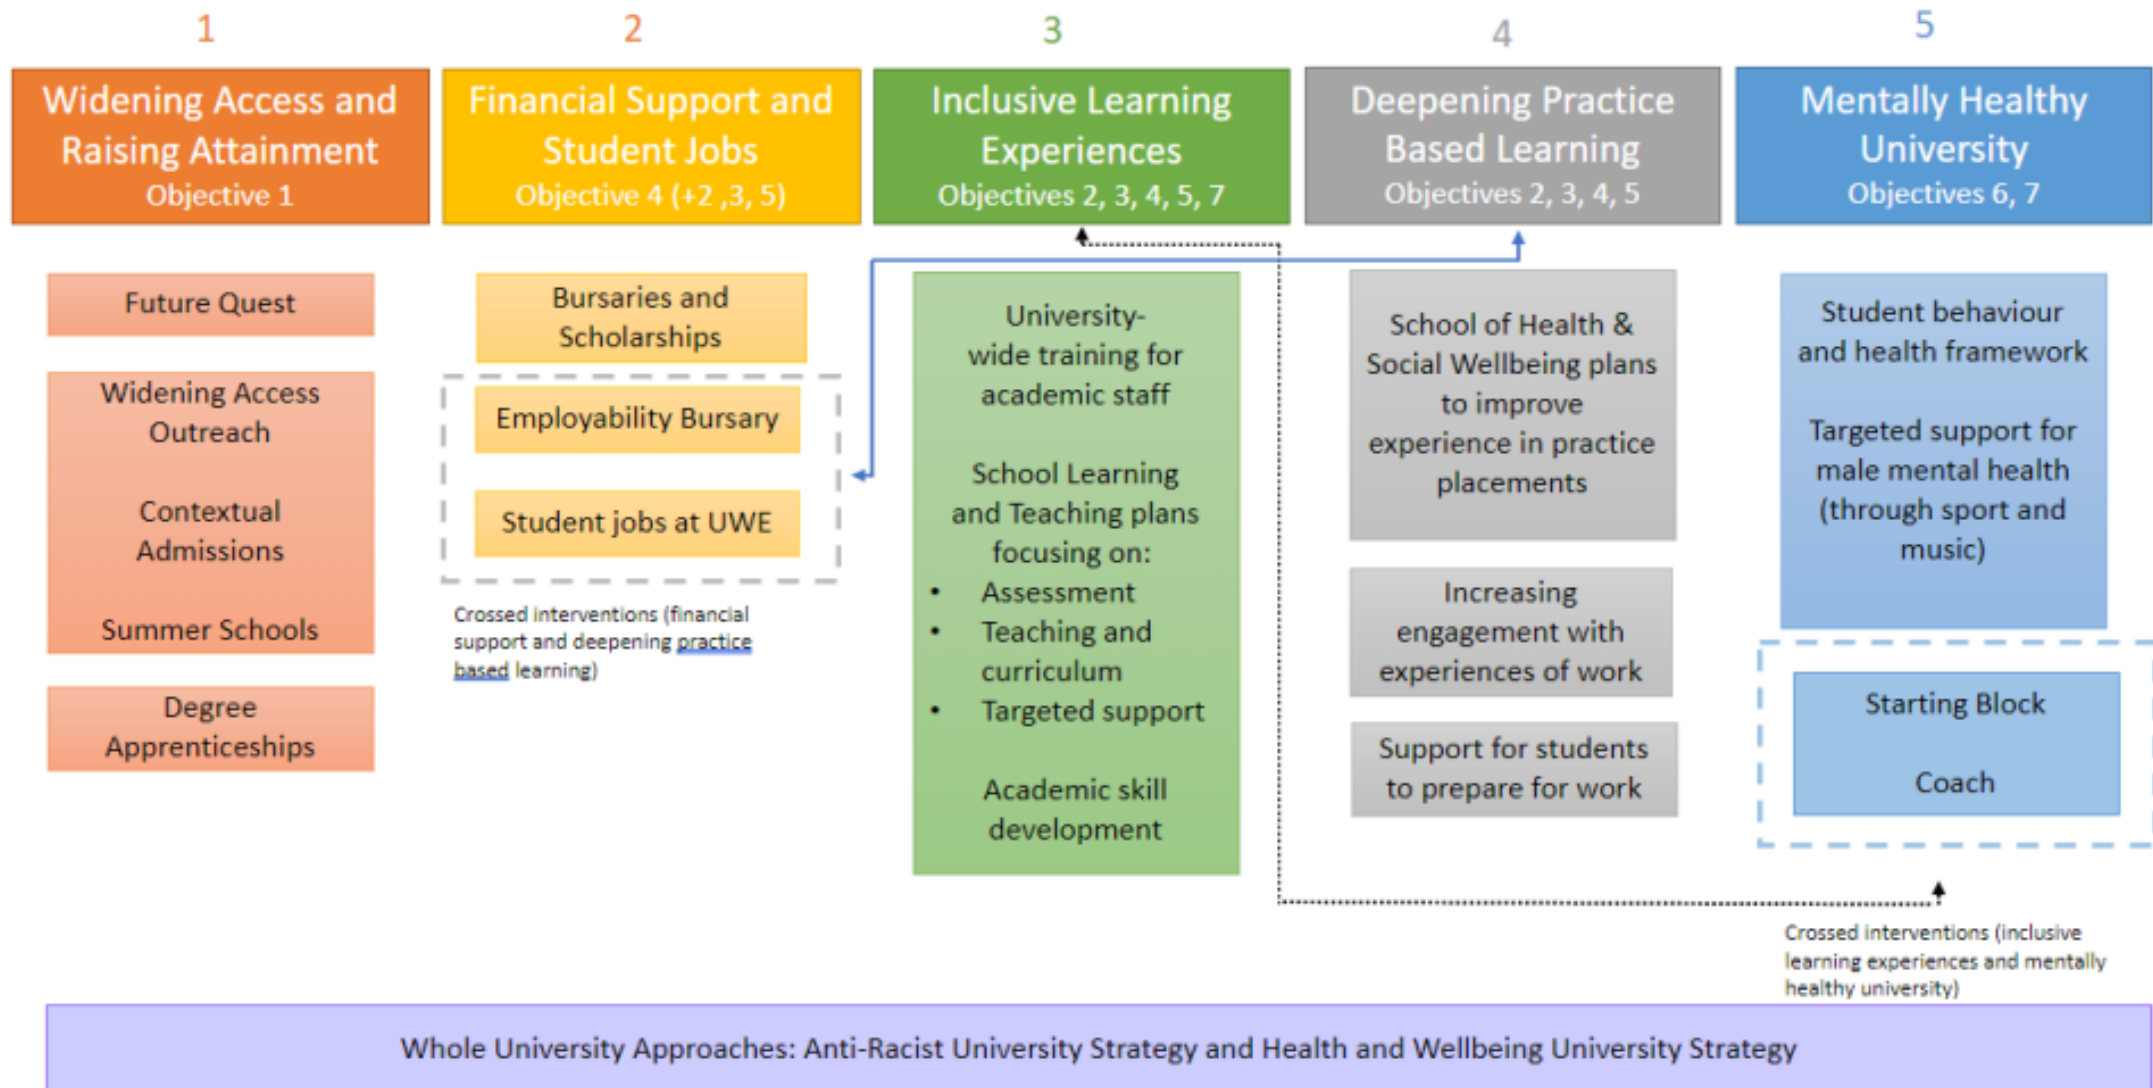 1
Widening Access and
Raising Attainment
Objective 1
Future Quest
Widening Access
Outreach
Contextual
Admissions
Summer Schools
Degree
Apprenticeships
2
Financial Support and
Student Jobs
Objective 4 (+2 ,3, 5)
Bursaries and
Scholarships
Employability Bursary
Student jobs at UWE
Crossed interventions (financial
support and deepening practice
based learning)
3
Inclusive Learning
Experiences
Objectives 2, 3, 4, 5, 7
University-
wide training for
academic staff
School Learning
and Teaching plans
focusing on:
• Assessment
• Teaching and
curriculum
• Targeted support
Academic skill
development
4
Deepening Practice
Based Learning
Objectives 2, 3, 4, 5
School of Health &
Social Wellbeing plans
to improve
experience in practice
placements
Increasing
engagement with
experiences of work
Support for students
to prepare for work
5
Mentally Healthy
University
Objectives 6, 7
Student behaviour
and health framework
Targeted support for
male mental health
(through sport and
music)
Starting Block
Coach
Crossed interventions (inclusive
learning experiences and mentally
healthy university)
Whole University Approaches: Anti-Racist University Strategy and Health and Wellbeing University Strategy